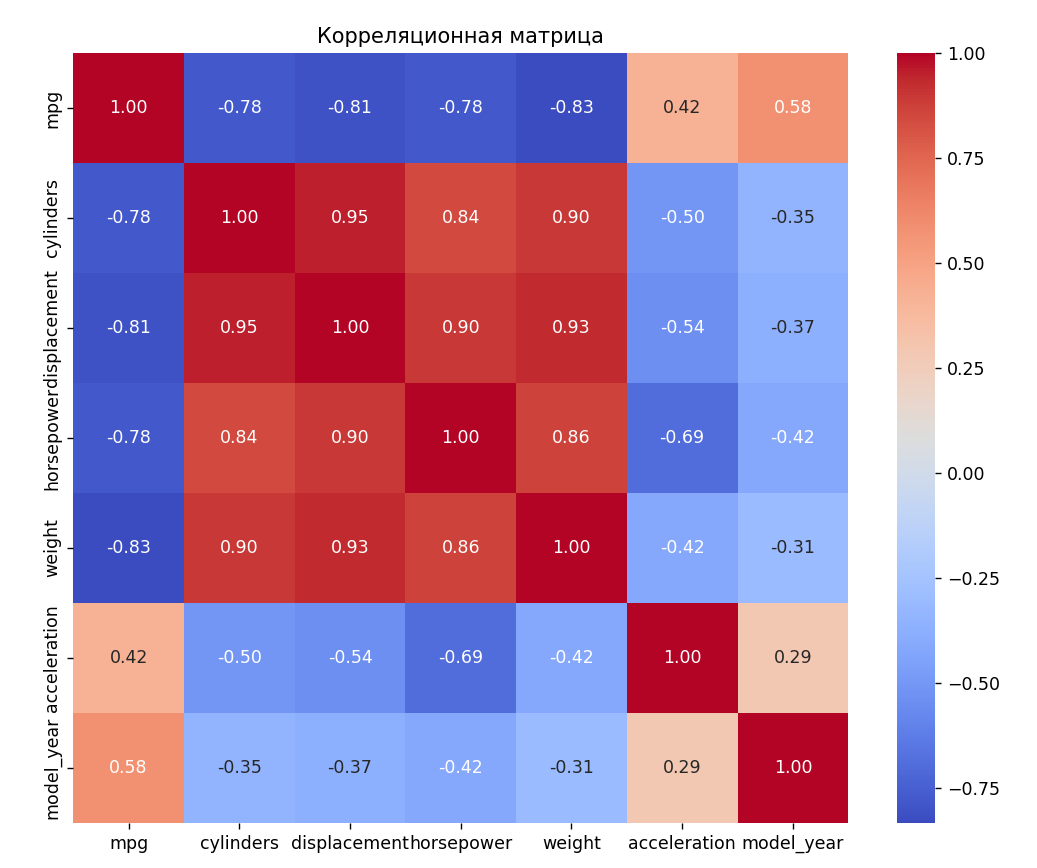 Корреляционная матрица
mpg 1.00 -0.78 -0.81 -0.78 -0.83 0.42 0.58
cylinders -0.78 1.00 0.95 0.84 0.90 -0.50 -0.35
displacement -0.81 0.95 1.00 0.90 0.93 -0.54 -0.37
horsepower -0.78 0.84 0.90 1.00 0.86 -0.69 -0.42
weight -0.83 0.90 0.93 0.86 1.00 -0.42 -0.31
acceleration 0.42 -0.50 -0.54 -0.69 -0.42 1.00 0.29
model_year 0.58 -0.35 -0.37 -0.42 -0.31 0.29 1.00
mpg cylinders displacement horsepower weight acceleration model_year
1.00
0.75
0.50
0.25
0.00
−0.25
−0.50
−0.75